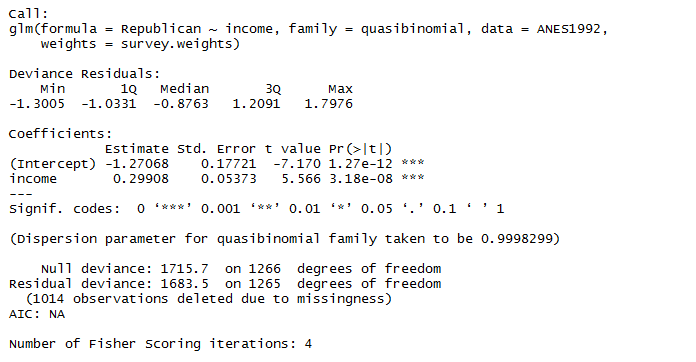 Call:
glm(formula = Republican ~ income, family = quasibinomial, data = ANES1992,
    weights = survey.weights)

Deviance Residuals:
    Min       1Q   Median       3Q      Max
-1.3005  -1.0331  -0.8763   1.2091   1.7976

Coefficients:
            Estimate Std. Error t value Pr(>|t|)
(Intercept) -1.27068    0.17721  -7.170 1.27e-12 ***
income       0.29908    0.05373   5.566 3.18e-08 ***
---
Signif. codes:  0 ‘***’ 0.001 ‘**’ 0.01 ‘*’ 0.05 ‘.’ 0.1 ‘ ’ 1

(Dispersion parameter for quasibinomial family taken to be 0.9998299)

    Null deviance: 1715.7  on 1266  degrees of freedom
Residual deviance: 1683.5  on 1265  degrees of freedom
  (1014 observations deleted due to missingness)
AIC: NA

Number of Fisher Scoring iterations: 4